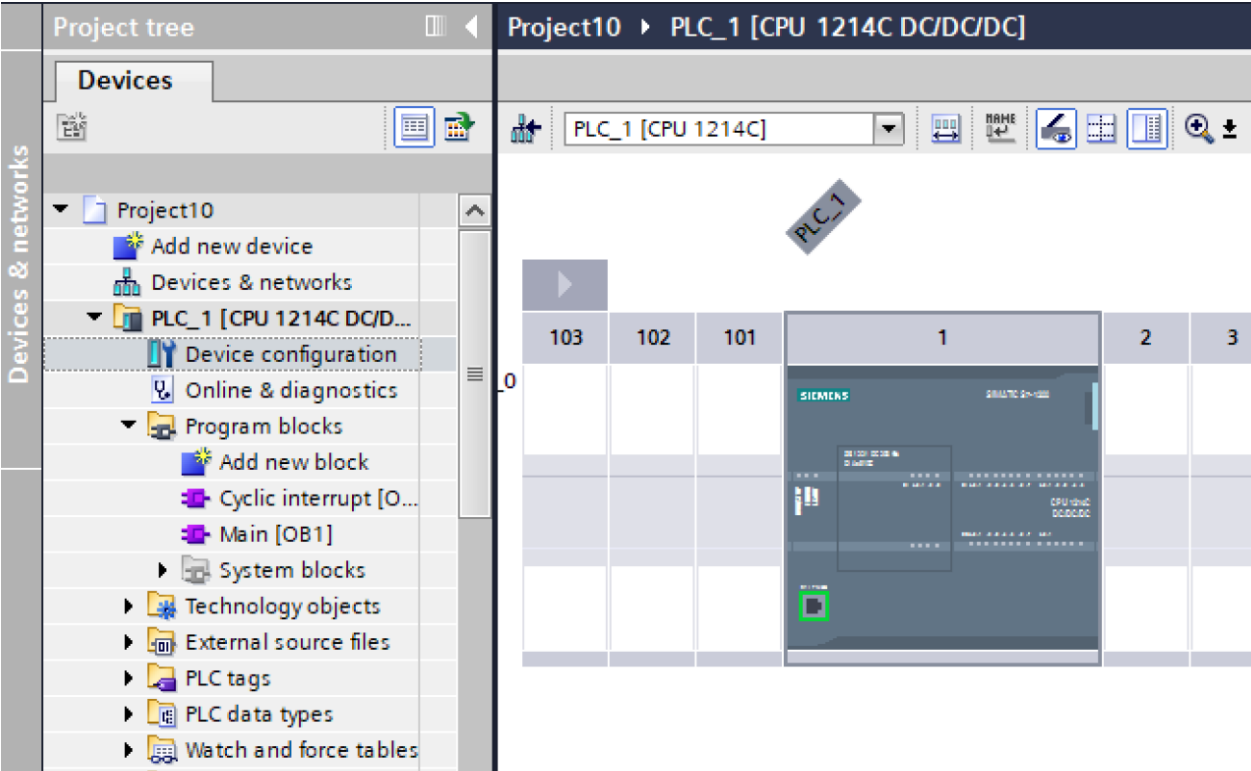 Project tree
Devices
Devices & networks
Project10
Add new device
Devices & networks
PLC_1 [CPU 1214C DC/D...
Device configuration
Online & diagnostics
Program blocks
Add new block
Cyclic interrupt [O...
Main [OB1]
System blocks
Technology objects
External source files
PLC tags
PLC data types
Watch and force tables
Project10 PLC_1 [CPU 1214C DC/DC/DC]
PLC_1 [CPU 1214C]
NAME
PLC_1
103 102 101 1 2 3
_0
SIEMENS SIMATIC S7-1200
CPU 1214C
DC/DC/DC